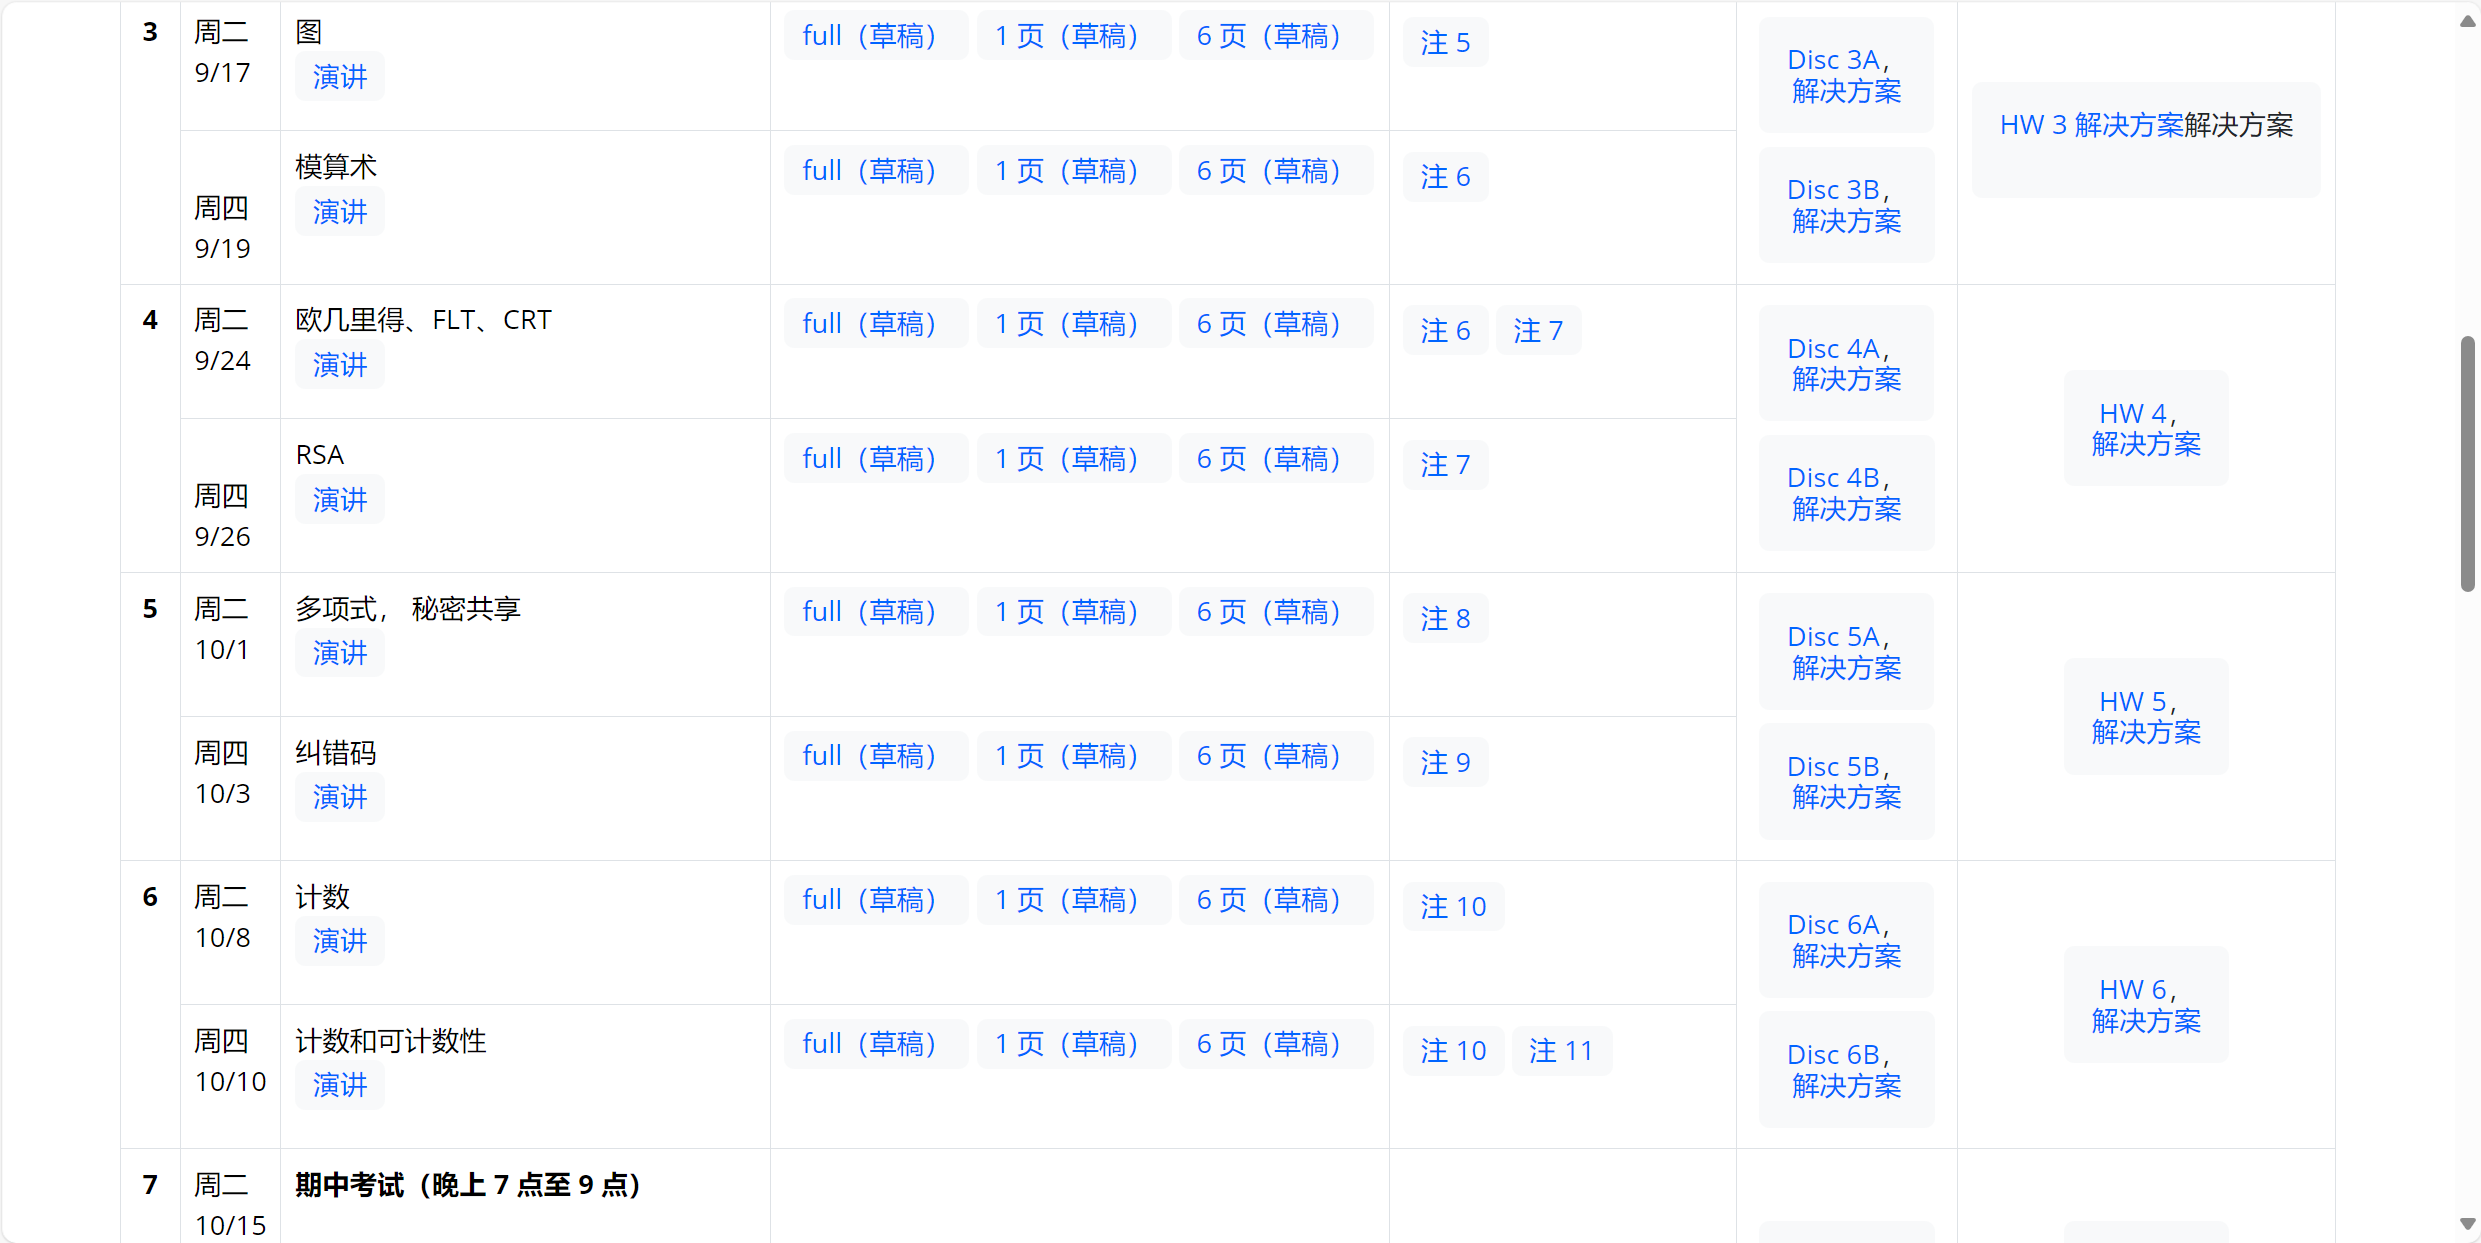 3
周二
9/17
图
演讲
full（草稿）
1 页（草稿）
6 页（草稿）
注 5
Disc 3A，
解决方案
HW 3 解决方案解决方案
周四
9/19
模算术
演讲
full（草稿）
1 页（草稿）
6 页（草稿）
注 6
Disc 3B，
解决方案
4
周二
9/24
欧几里得、FLT、CRT
演讲
full（草稿）
1 页（草稿）
6 页（草稿）
注 6
注 7
Disc 4A，
解决方案
HW 4，
解决方案
周四
9/26
RSA
演讲
full（草稿）
1 页（草稿）
6 页（草稿）
注 7
Disc 4B，
解决方案
5
周二
10/1
多项式， 秘密共享
演讲
full（草稿）
1 页（草稿）
6 页（草稿）
注 8
Disc 5A，
解决方案
HW 5，
解决方案
周四
10/3
纠错码
演讲
full（草稿）
1 页（草稿）
6 页（草稿）
注 9
Disc 5B，
解决方案
6
周二
10/8
计数
演讲
full（草稿）
1 页（草稿）
6 页（草稿）
注 10
Disc 6A，
解决方案
HW 6，
解决方案
周四
10/10
计数和可计数性
演讲
full（草稿）
1 页（草稿）
6 页（草稿）
注 10
注 11
Disc 6B，
解决方案
7
周二
10/15
期中考试（晚上 7 点至 9 点）